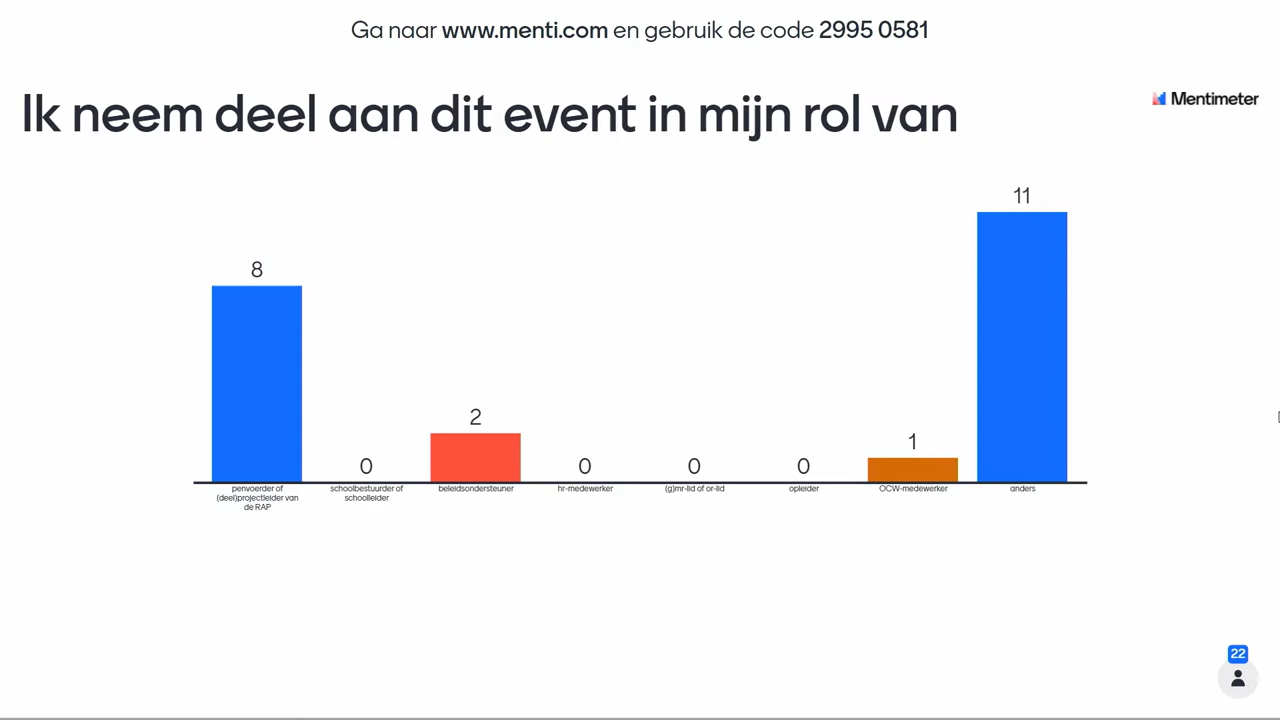 Ga naar www.menti.com en gebruik de code 2995 0581
Ik neem deel aan dit event in mijn rol van
Mentimeter
8
0
2
0
0
0
1
11
penvoerder of
(deel)projectleider van
de RAP
schoolbestuurder of
schoolleider
beleidsondersteuner
hr-medewerker
(g)mr-lid of or-lid
opleider
OCW-medewerker
anders
22